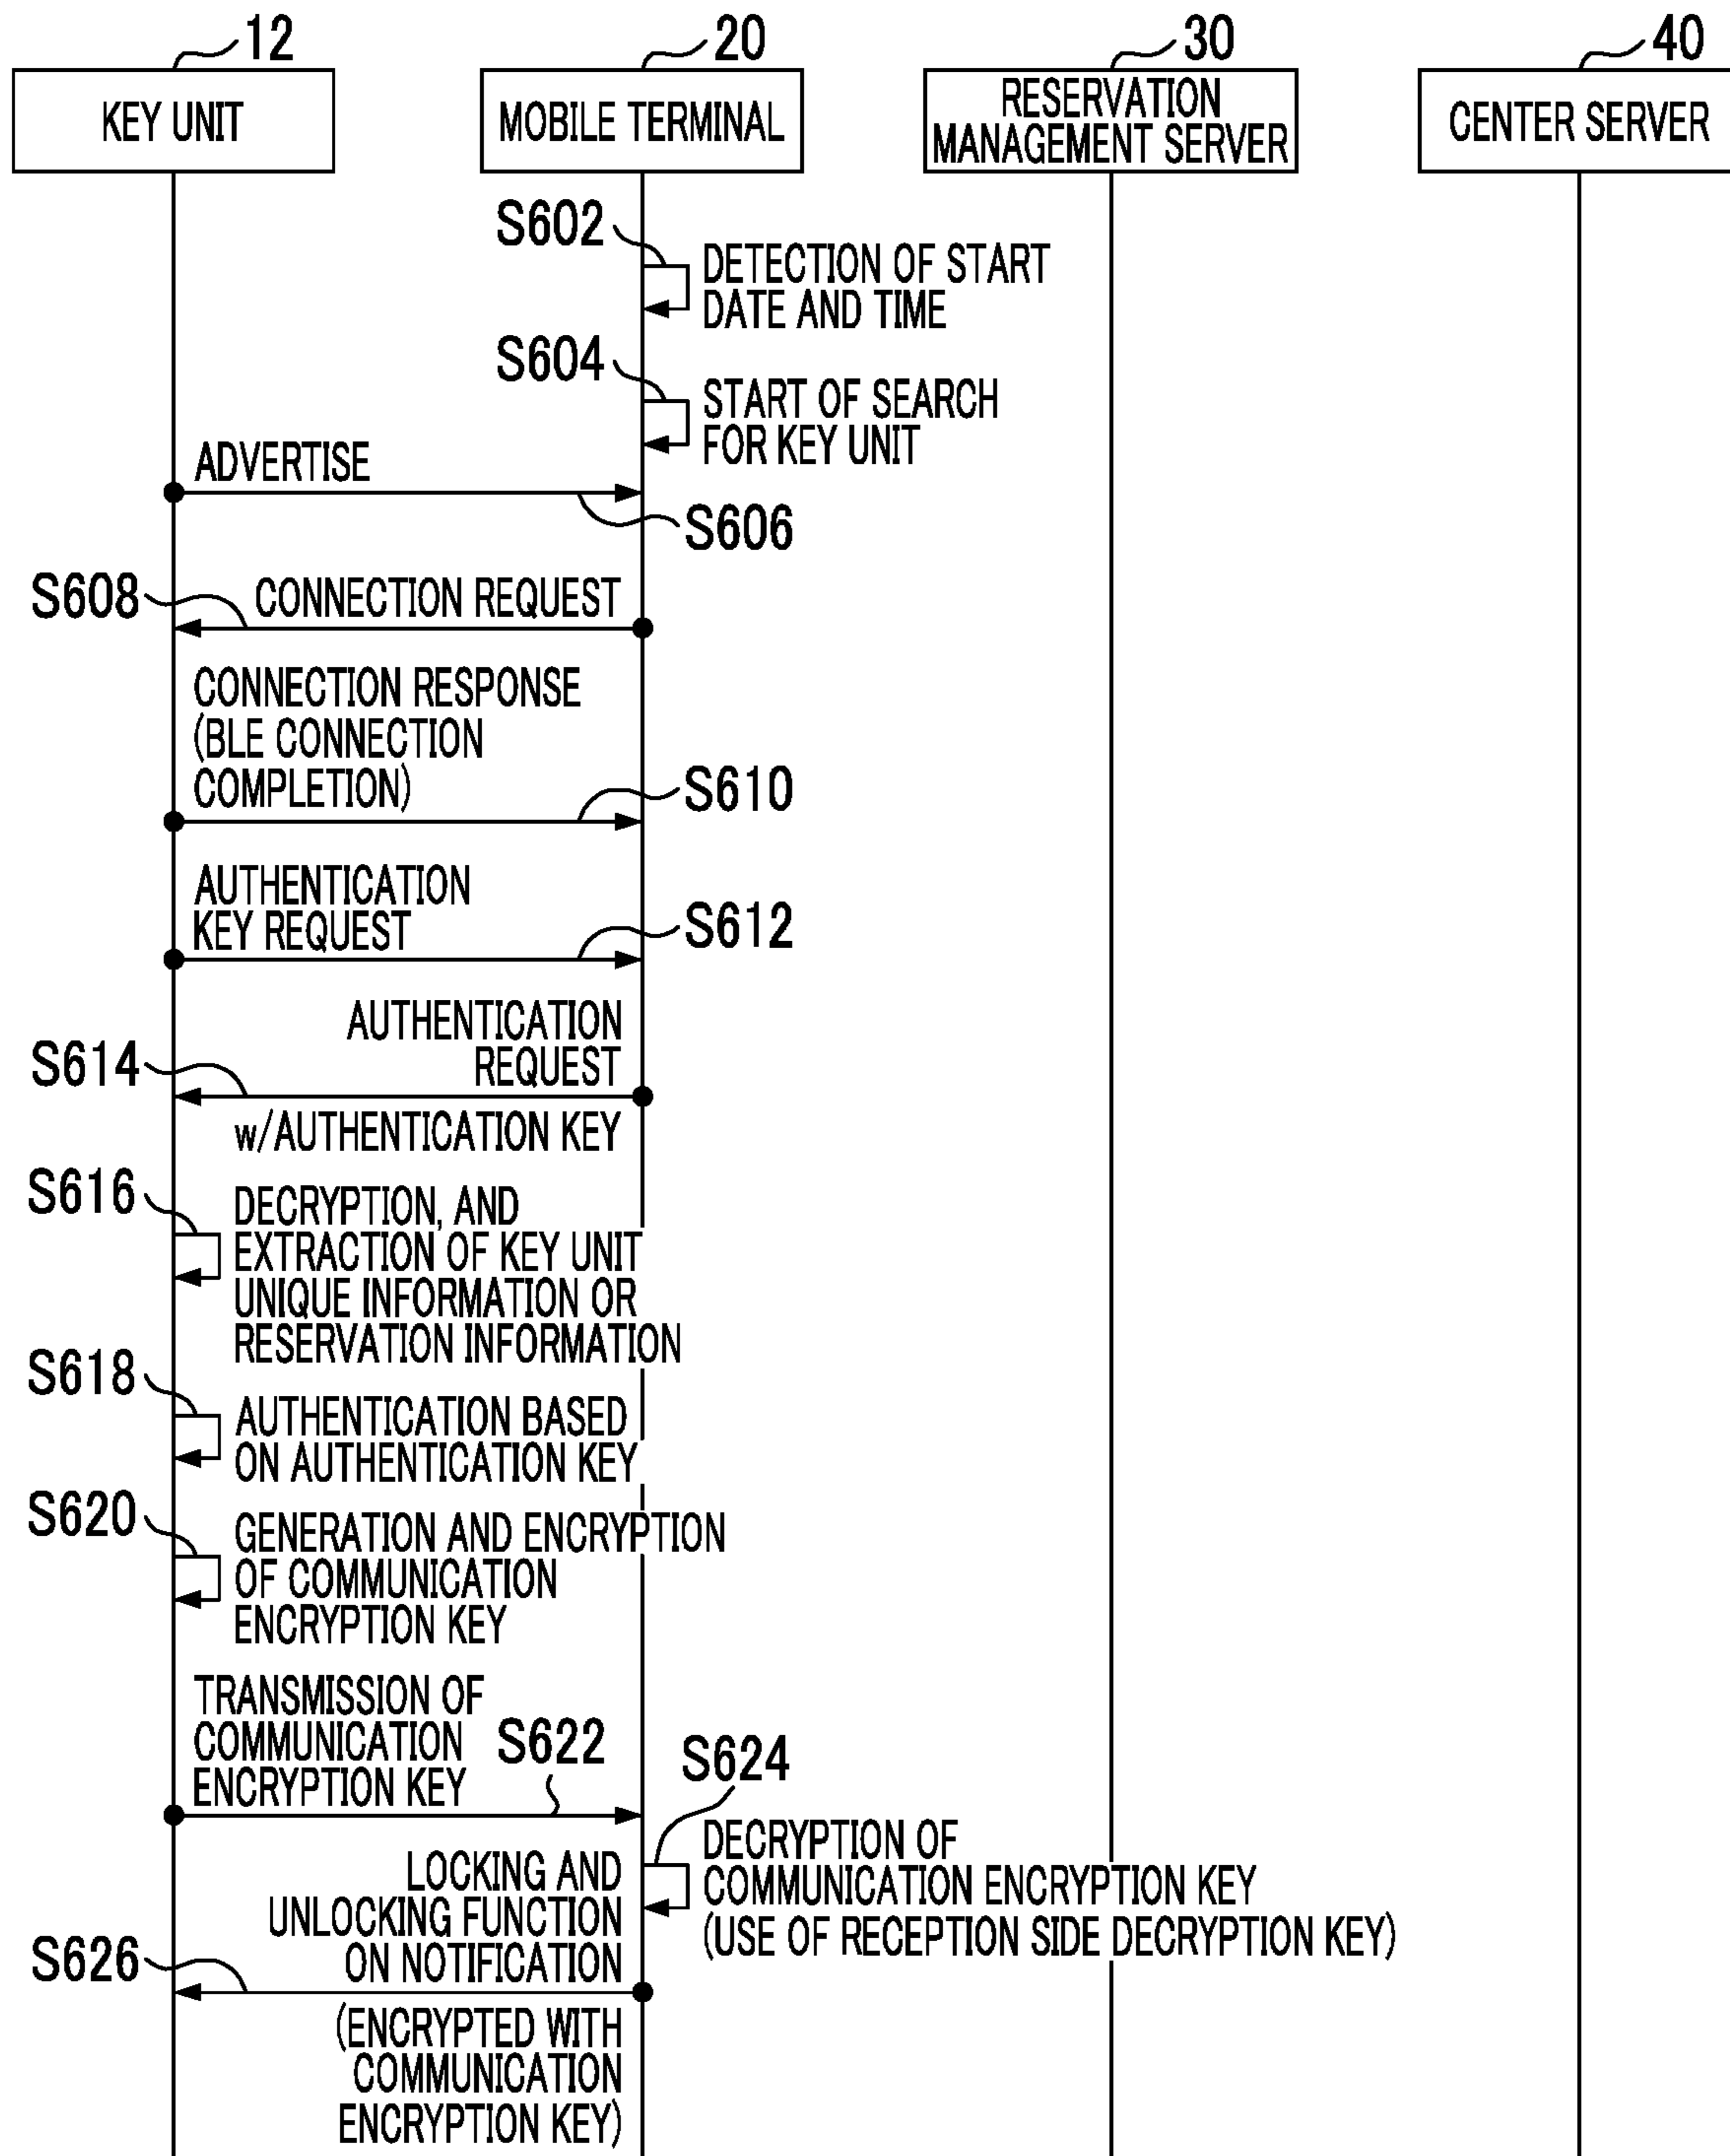 12
20
30
40
KEY UNIT
MOBILE TERMINAL
RESERVATION
MANAGEMENT SERVER
CENTER SERVER
S602
DETECTION OF START
DATE AND TIME
S604
START OF SEARCH
FOR KEY UNIT
ADVERTISE
S606
S608
CONNECTION REQUEST
CONNECTION RESPONSE
(BLE CONNECTION
COMPLETION)
S610
AUTHENTICATION
KEY REQUEST
S612
AUTHENTICATION
REQUEST
S614
w/AUTHENTICATION KEY
S616
DECRYPTION, AND
EXTRACTION OF KEY UNIT
UNIQUE INFORMATION OR
RESERVATION INFORMATION
S618
AUTHENTICATION BASED
ON AUTHENTICATION KEY
S620
GENERATION AND ENCRYPTION
OF COMMUNICATION
ENCRYPTION KEY
TRANSMISSION OF
COMMUNICATION
ENCRYPTION KEY
S622
S624
DECRYPTION OF
COMMUNICATION ENCRYPTION KEY
(USE OF RECEPTION SIDE DECRYPTION KEY)
LOCKING AND
UNLOCKING FUNCTION
ON NOTIFICATION
S626
(ENCRYPTED WITH
COMMUNICATION
ENCRYPTION KEY)